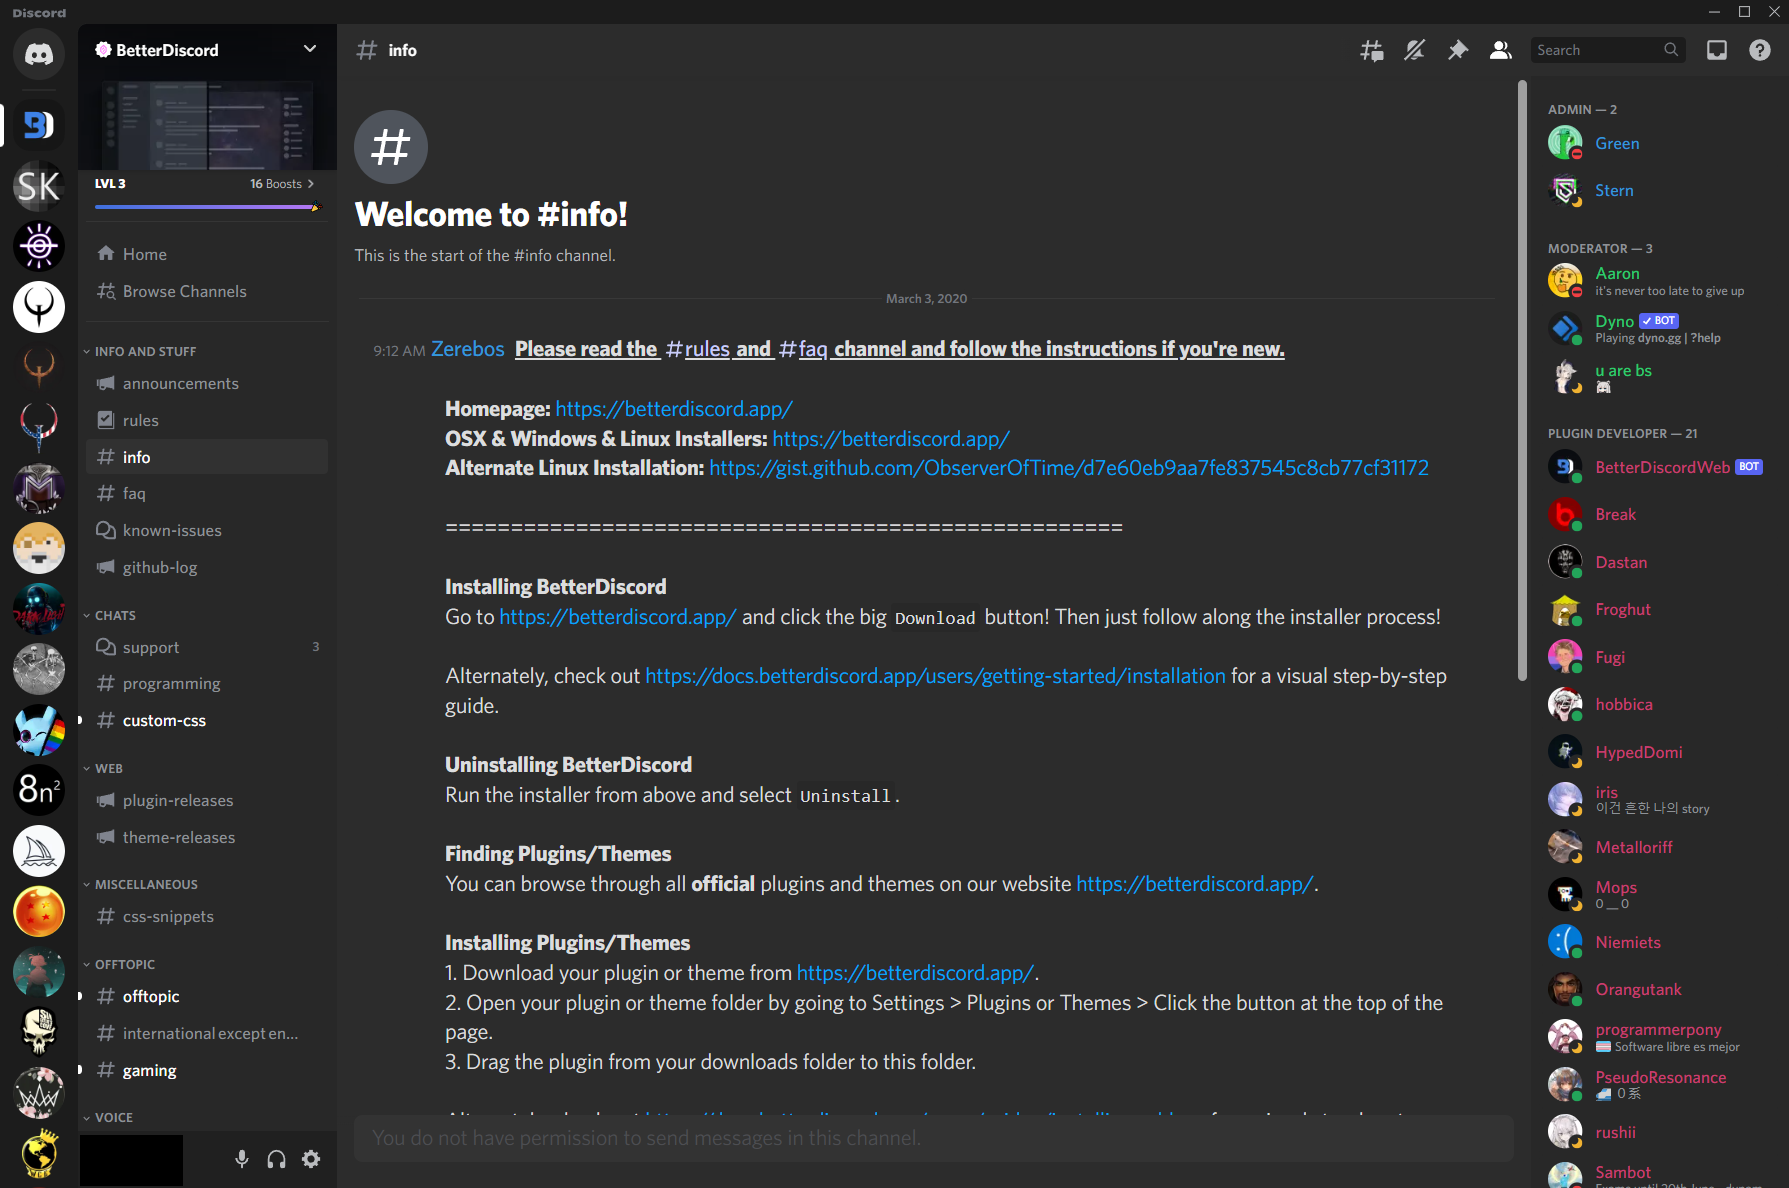 Discord
BetterDiscord
LVL 3
16 Boosts
Home
Browse Channels
INFO AND STUFF
announcements
rules
info
faq
known-issues
github-log
CHATS
support
3
programming
custom-css
WEB
plugin-releases
theme-releases
MISCELLANEOUS
css-snippets
OFFTOPIC
offtopic
international except en...
gaming
VOICE
SK
8n²
info
Search
Welcome to #info!
This is the start of the #info channel.
March 3, 2020
9:12 AM Zerebos Please read the #rules and #faq channel and follow the instructions if you're new.
Homepage: https://betterdiscord.app/
OSX & Windows & Linux Installers: https://betterdiscord.app/
Alternate Linux Installation: https://gist.github.com/ObserverOfTime/d7e60eb9aa7fe837545c8cb77cf31172
====================================================
Installing BetterDiscord
Go to https://betterdiscord.app/ and click the big Download button! Then just follow along the installer process!
Alternately, check out https://docs.betterdiscord.app/users/getting-started/installation for a visual step-by-step
guide.
Uninstalling BetterDiscord
Run the installer from above and select Uninstall.
Finding Plugins/Themes
You can browse through all official plugins and themes on our website https://betterdiscord.app/.
Installing Plugins/Themes
1. Download your plugin or theme from https://betterdiscord.app/.
2. Open your plugin or theme folder by going to Settings > Plugins or Themes > Click the button at the top of the
page.
3. Drag the plugin from your downloads folder to this folder.
You do not have permission to send messages in this channel.
ADMIN — 2
Green
Stern
MODERATOR — 3
Aaron
it's never too late to give up
Dyno BOT
Playing dyno.gg | ?help
u are bs
PLUGIN DEVELOPER — 21
BetterDiscordWeb BOT
Break
Dastan
Froghut
Fugi
hobbica
HypedDomi
iris
이건 흔한 나의 story
Metalloriff
Mops
0 __ 0
Niemiets
Orangutank
programmerpony
Software libre es mejor
PseudoResonance
0系
rushii
Sambot